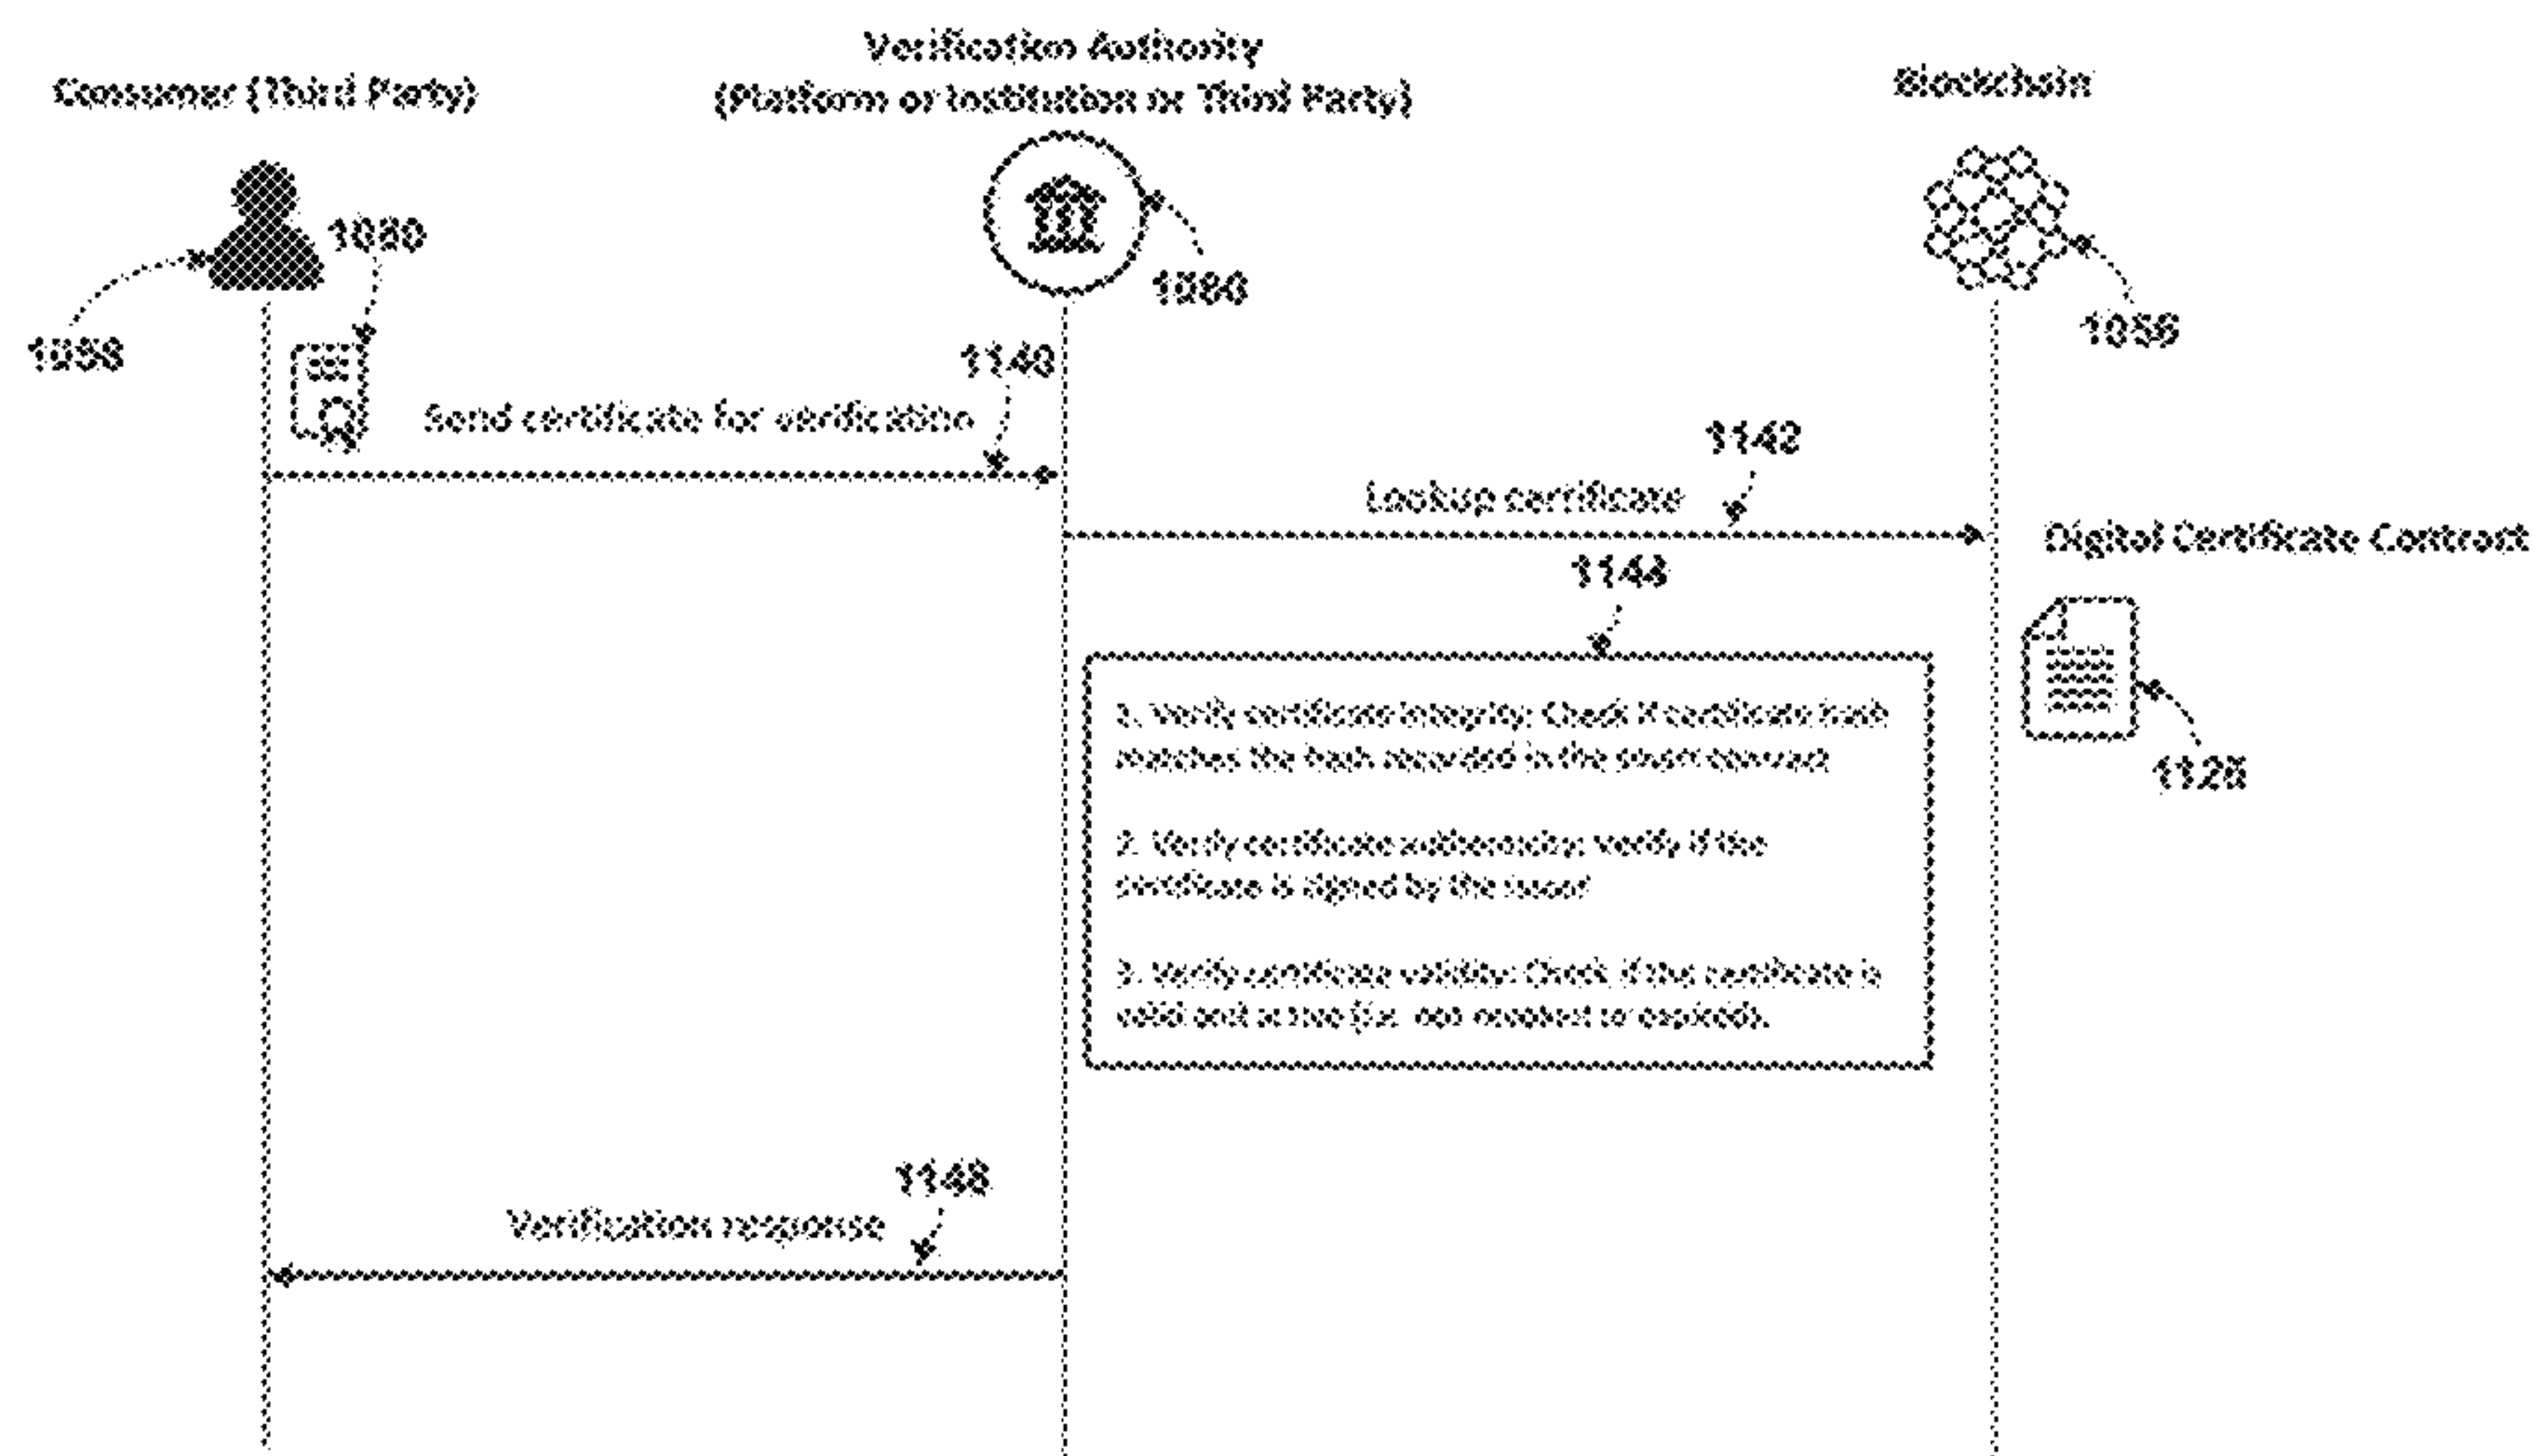 Verification Authority
Consumer (Third Party)
(Platform or Institution or Third Party)
Blockchain
1080
1056
1058
1140
Send certificate for verification
1142
Lookup certificate
Digital Certificate Contract
1144
1. Verify certificate integrity: Check if certificate hash
matches the hash recorded in the smart contract
2. Verify certificate authenticity: Verify if the
certificate is signed by the issuer
3. Verify certificate validity: Check if the certificate is
valid and active (i.e. not revoked or expired).
1148
Verification response